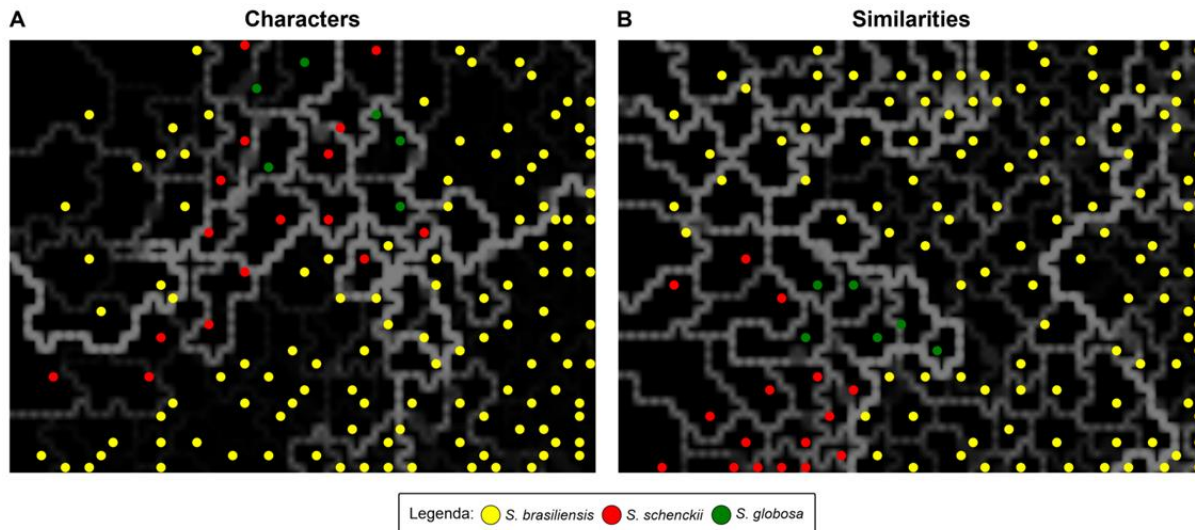 A Characters
B Similarities
Legenda: S. brasiliensis S. schenckii S. globosa